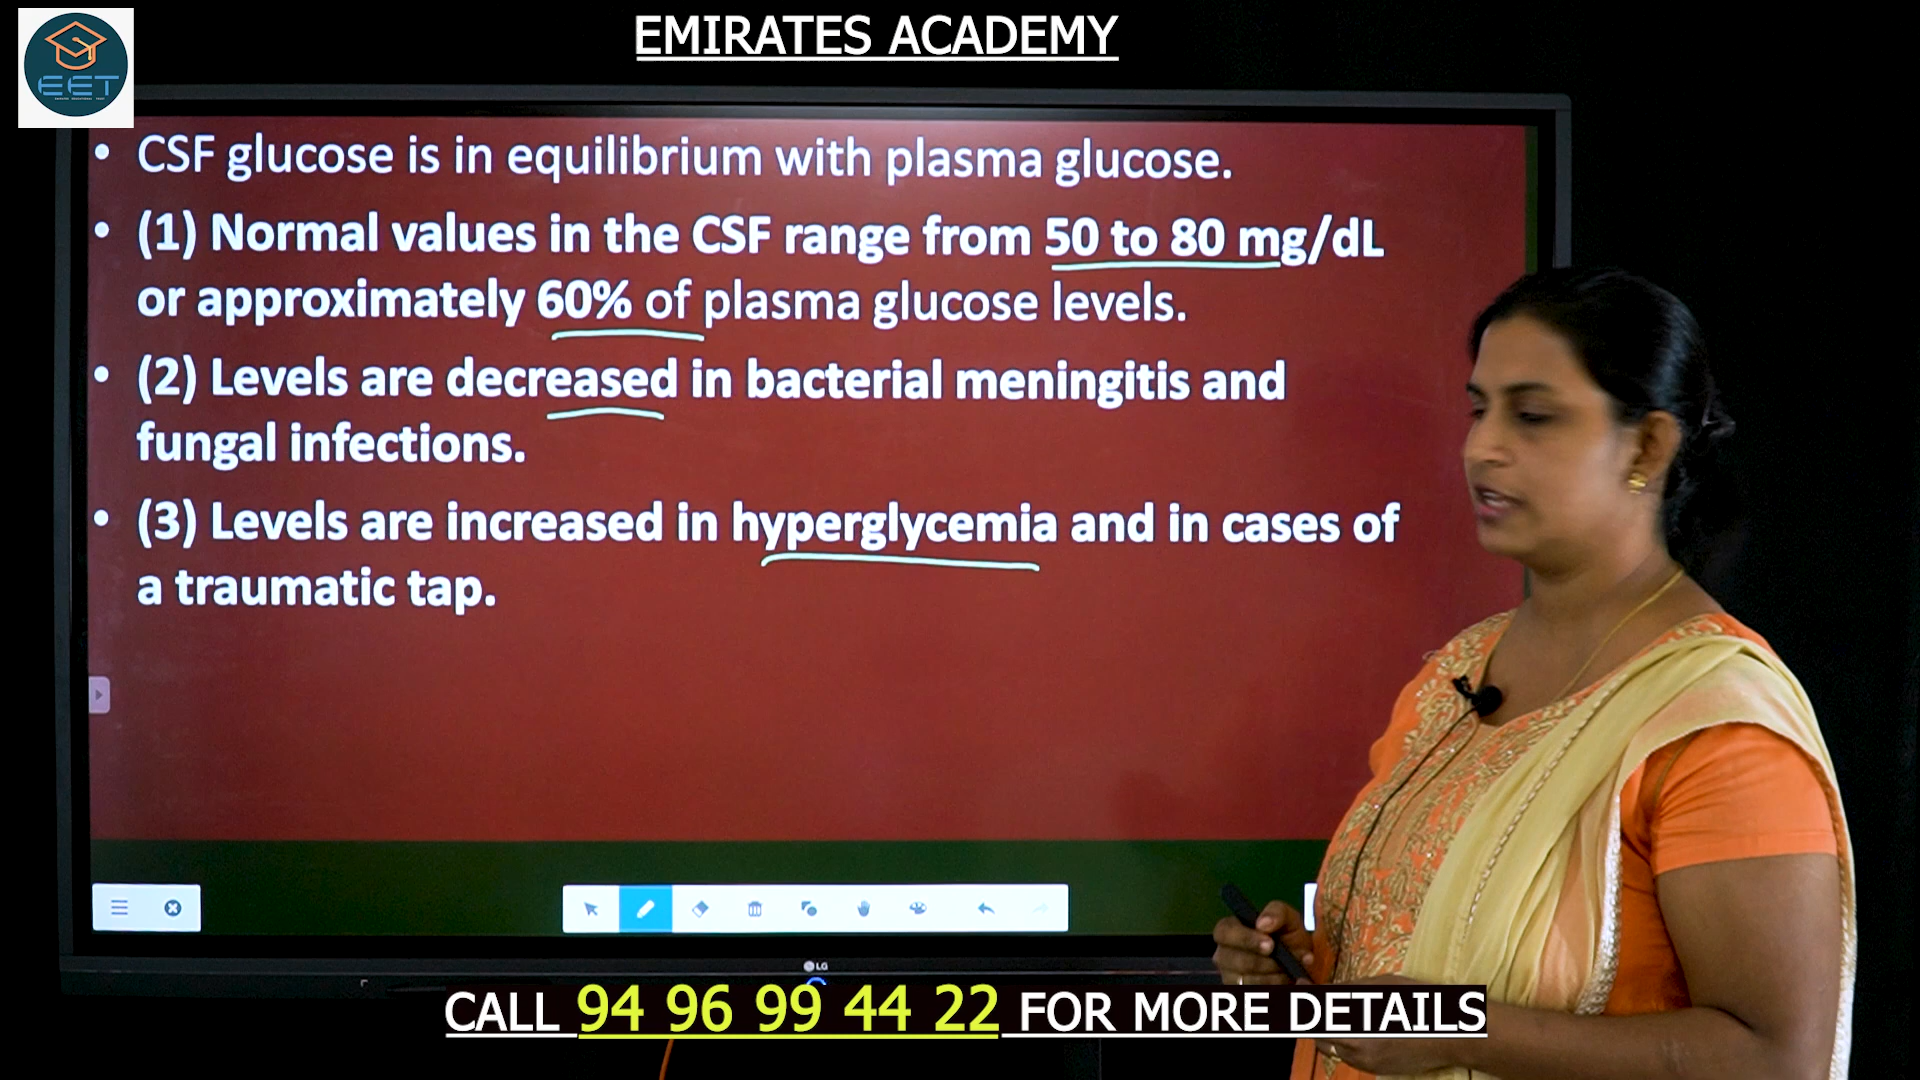 EMIRATES ACADEMY
EET
• CSF glucose is in equilibrium with plasma glucose.
• (1) Normal values in the CSF range from 50 to 80 mg/dL
or approximately 60% of plasma glucose levels.
• (2) Levels are decreased in bacterial meningitis and
fungal infections.
• (3) Levels are increased in hyperglycemia and in cases of
a traumatic tap.
LG
CALL 94 96 99 44 22 FOR MORE DETAILS